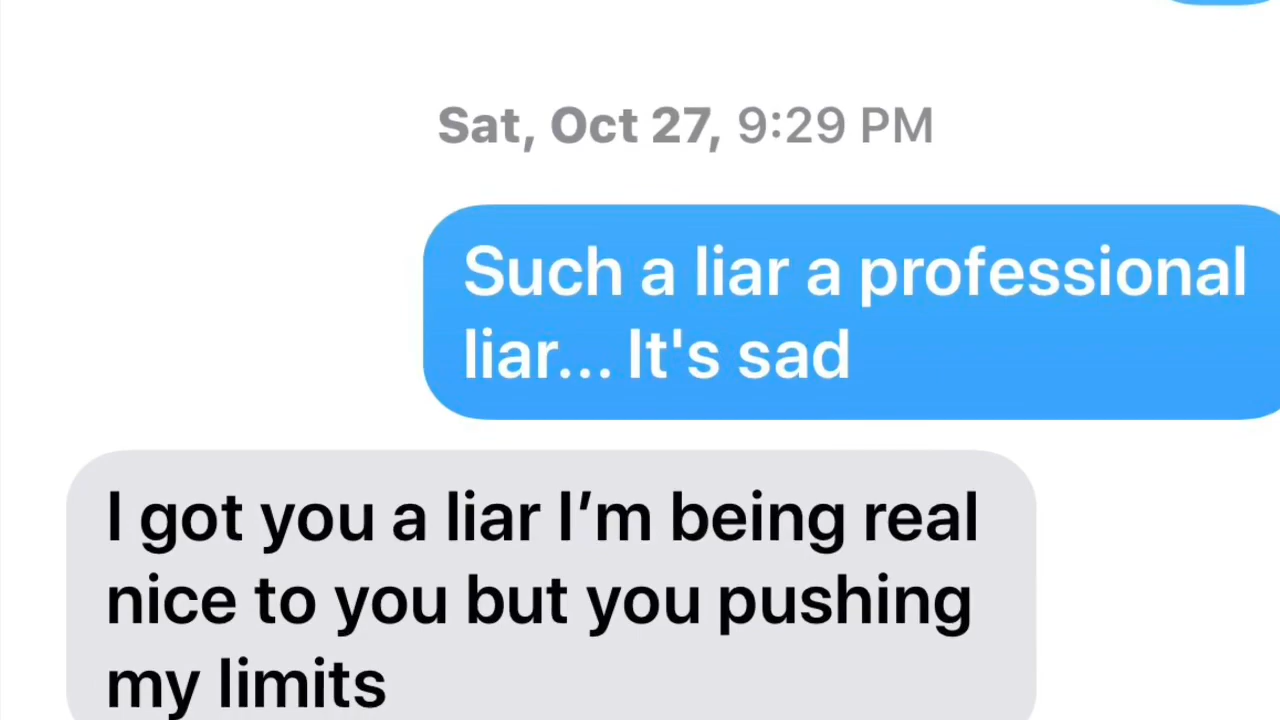 Sat, Oct 27, 9:29 PM
Such a liar a professional
liar... It's sad
I got you a liar I’m being real
nice to you but you pushing
my limits